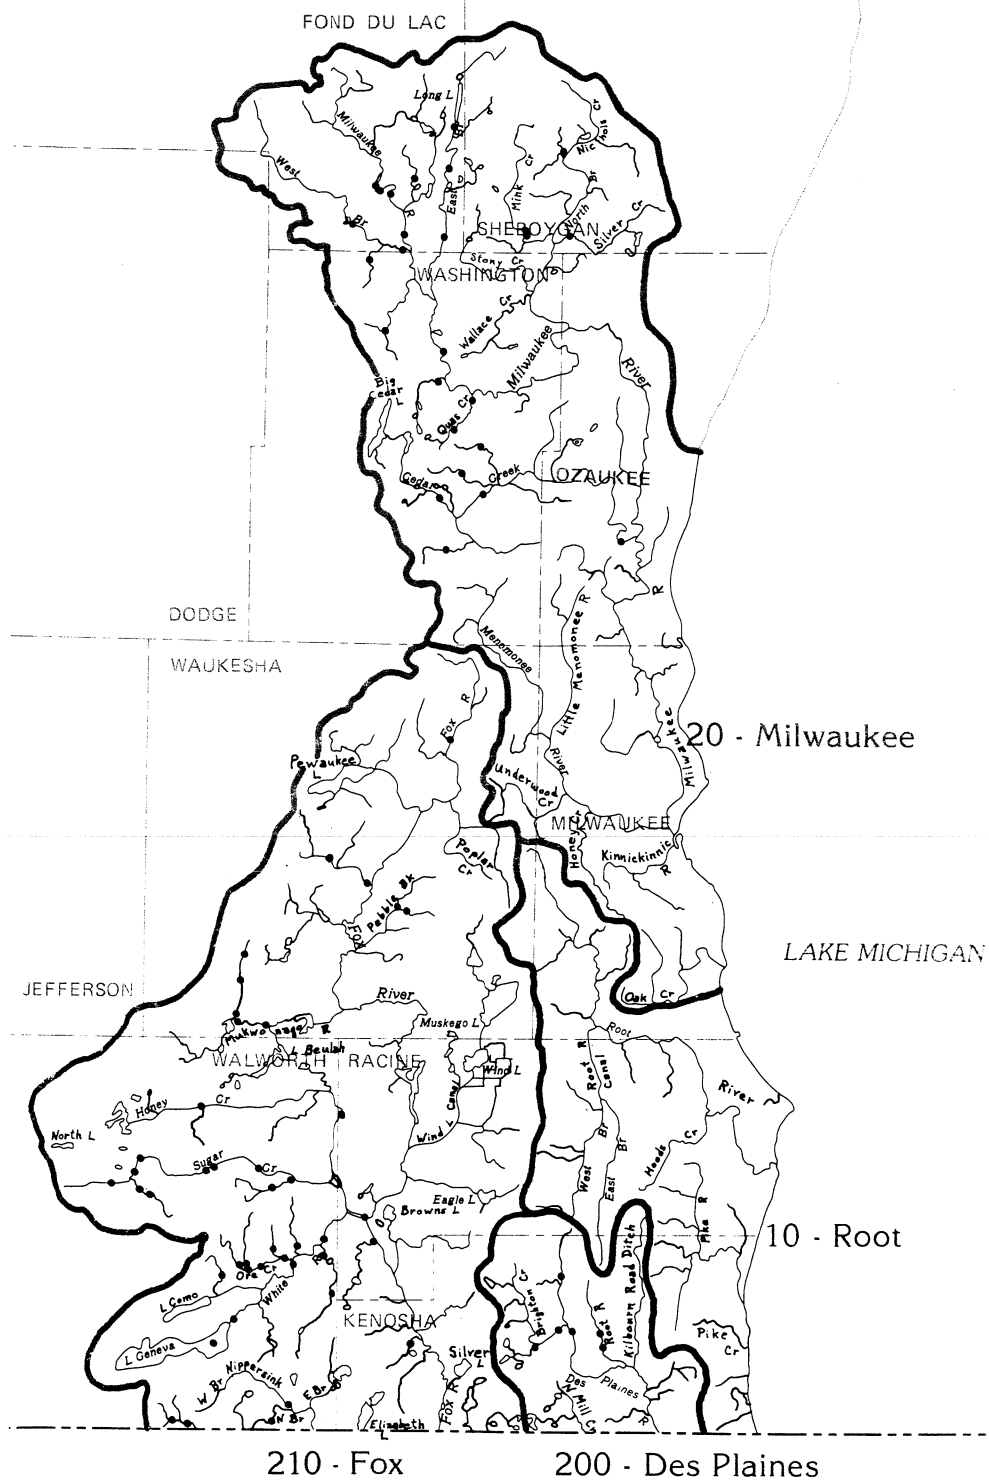 FOND DU LAC
Long L
Milwaukee
Nichols Cr
West
Br
R
East Br
Mink Cr
North Br
Silver Cr
SHEBOYGAN
Stony Cr
WASHINGTON
Wallace Cr
Milwaukee
River
Big
Cedar
L
Quas Cr
Cedar Creek
OZAUKEE
DODGE
R
WAUKESHA
Menomonee
Little Menomonee R
Fox R
Milwaukee
20 - Milwaukee
River
Pewaukee
L
Underwood
Cr
MILWAUKEE
Honey
Kinnickinnic
R
Poplar
Cr
Pebble Bk
Fox
LAKE MICHIGAN
JEFFERSON
River
Oak Cr
Mukwonago R
Muskego L
Root
L Beulah
WALWORTH
RACINE
Wind L
Root R
Canal
River
Honey Cr
Wind L Canal
North L
Hoods Cr
Sugar Cr
West Br
East Br
Eagle L
Browns L
Pike R
10 - Root
Ore Cr
White R
L Como
Brighton Cr
Root R
Kilbourn Road Ditch
KENOSHA
Pike
Cr
L Geneva
Silver
L
W Br Nippersink
E Br
N Br
Fox R
Des Plaines
R
Mill Cr
Elizabeth
L
210 - Fox
200 - Des Plaines